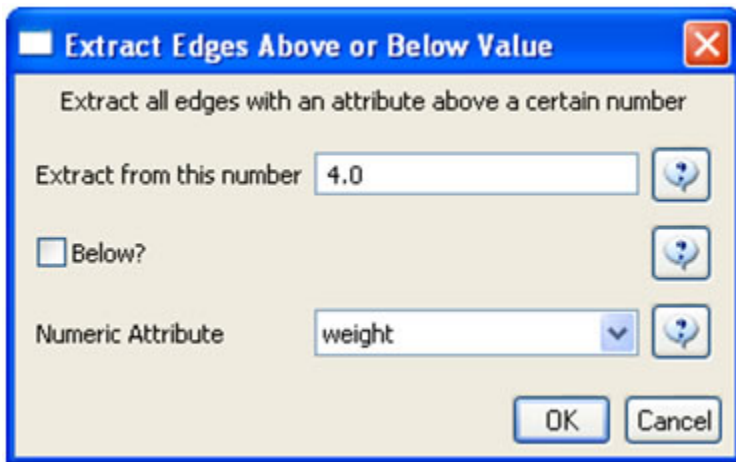 Extract Edges Above or Below Value
Extract all edges with an attribute above a certain number
Extract from this number 4.0
Below?
Numeric Attribute weight
OK Cancel